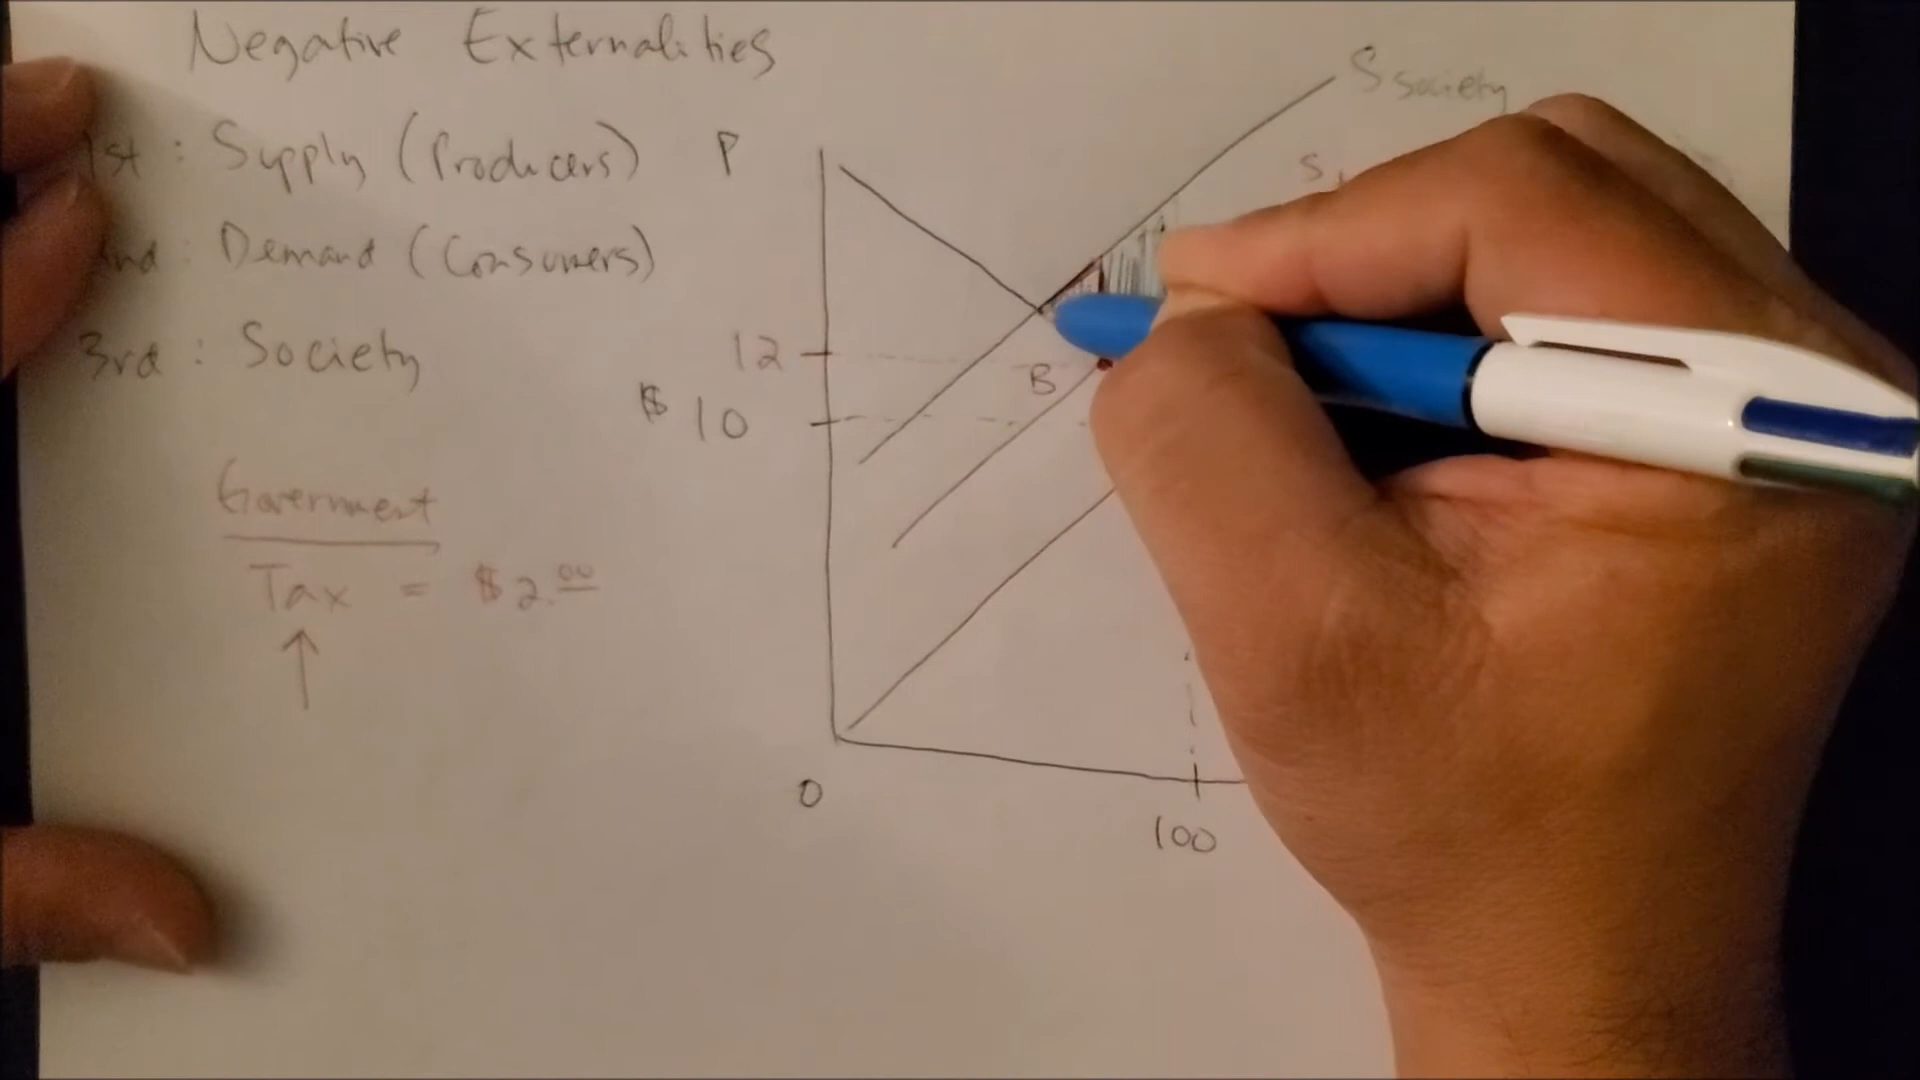 Negative Externalities
1st : Supply (Producers)
2nd : Demand (Consumers)
3rd : Society
Government
Tax = $2.00
P
S society
S
12
B
$ 10
0
100